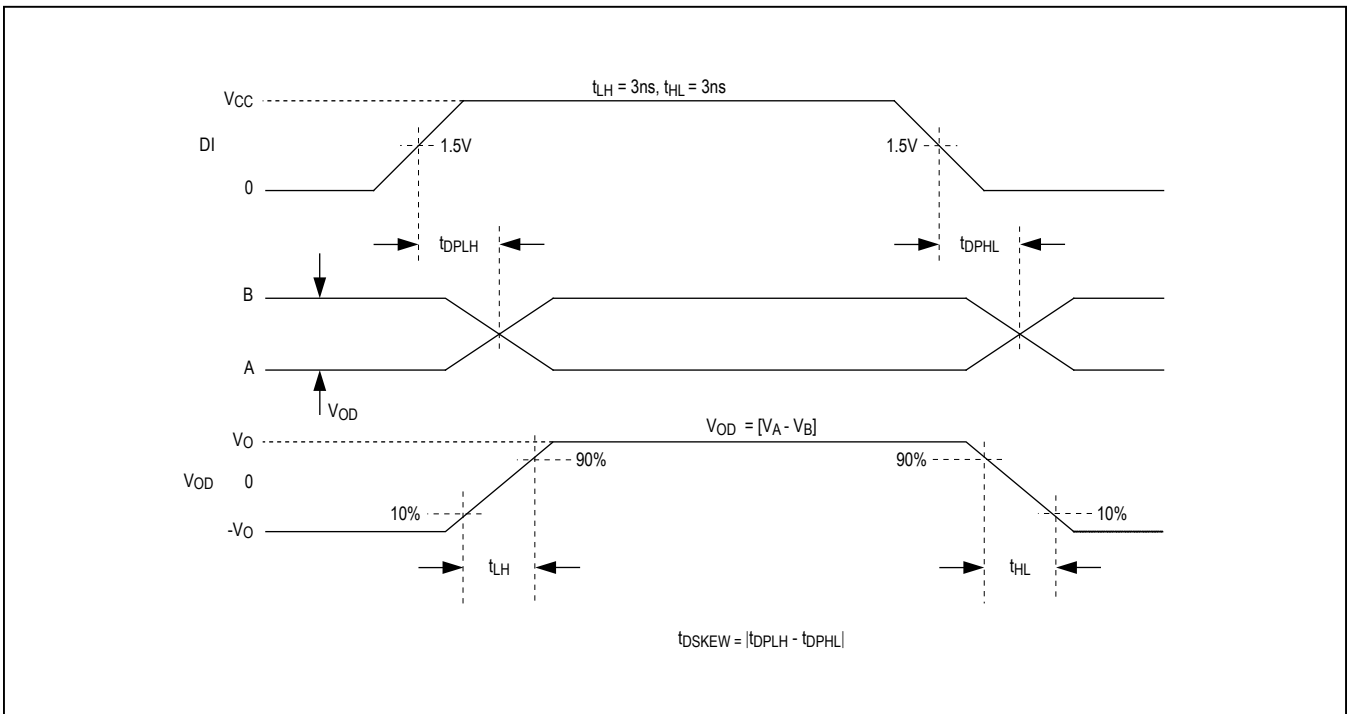 tLH = 3ns, tHL = 3ns
VCC
DI
1.5V
1.5V
0
tDPLH
tDPHL
B
A
VOD
VOD = [VA - VB]
VO
90%
90%
VOD 0
10%
10%
-VO
tLH
tHL
tDSKEW = |tDPLH - tDPHL|